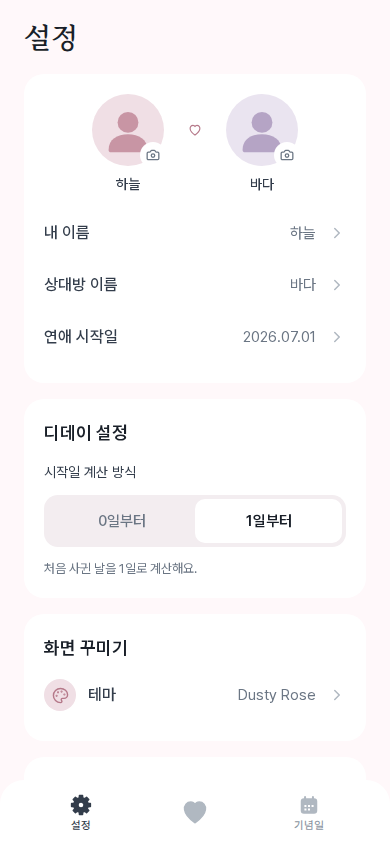 설정
하늘
바다
내 이름
하늘
상대방 이름
바다
연애 시작일
2026.07.01
디데이 설정
시작일 계산 방식
0일부터
1일부터
처음 사귄 날을 1일로 계산해요.
화면 꾸미기
테마
Dusty Rose
설정
기념일